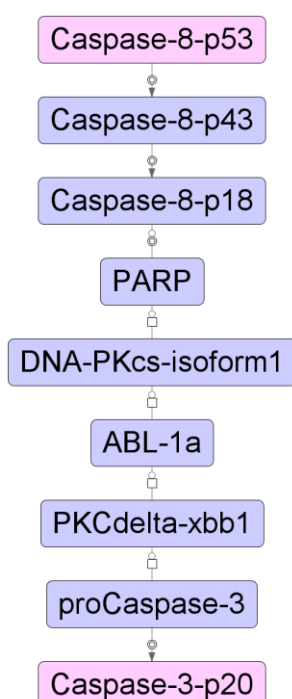 Caspase-8-p53
Caspase-8-p43
Caspase-8-p18
PARP
DNA-PKcs-isoform1
ABL-1a
PKCdelta-xbb1
proCaspase-3
Caspase-3-p20